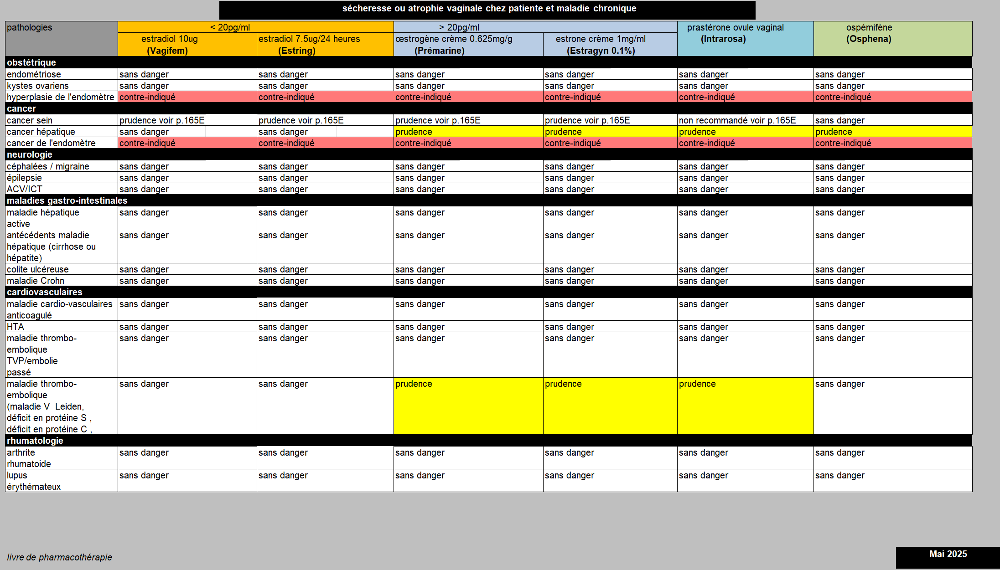 sécheresse ou atrophie vaginale chez patiente et maladie chronique
pathologies < 20pg/ml > 20pg/ml prastérone ovule vaginal ospémifène
estradiol 10ug estradiol 7.5ug/24 heures œstrogène crème 0.625mg/g estrone crème 1mg/ml (Intrarosa) (Osphena)
(Vagifem) (Estring) (Prémarine) (Estragyn 0.1%)
obstétrique
endométriose sans danger sans danger sans danger sans danger sans danger sans danger
kystes ovariens sans danger sans danger sans danger sans danger sans danger sans danger
hyperplasie de l'endomètre contre-indiqué contre-indiqué contre-indiqué contre-indiqué contre-indiqué contre-indiqué
cancer
cancer sein prudence voir p.165E prudence voir p.165E prudence voir p.165E prudence voir p.165E non recommandé voir p.165E sans danger
cancer hépatique sans danger sans danger prudence prudence prudence prudence
cancer de l'endomètre contre-indiqué contre-indiqué contre-indiqué contre-indiqué contre-indiqué contre-indiqué
neurologie
céphalées / migraine sans danger sans danger sans danger sans danger sans danger sans danger
épilepsie sans danger sans danger sans danger sans danger sans danger sans danger
ACV/ICT sans danger sans danger sans danger sans danger sans danger sans danger
maladies gastro-intestinales
maladie hépatique sans danger sans danger sans danger sans danger sans danger sans danger
active
antécédents maladie sans danger sans danger sans danger sans danger sans danger sans danger
hépatique (cirrhose ou
hépatite)
colite ulcéreuse sans danger sans danger sans danger sans danger sans danger sans danger
maladie Crohn sans danger sans danger sans danger sans danger sans danger sans danger
cardiovasculaires
maladie cardio-vasculaires sans danger sans danger sans danger sans danger sans danger sans danger
anticoagulé
HTA sans danger sans danger sans danger sans danger sans danger sans danger
maladie thrombo- sans danger sans danger sans danger sans danger sans danger sans danger
embolique
TVP/embolie
passé
maladie thrombo- sans danger sans danger prudence prudence prudence sans danger
embolique
(maladie V Leiden,
déficit en protéine S ,
déficit en protéine C ,
rhumatologie
arthrite sans danger sans danger sans danger sans danger sans danger sans danger
rhumatoide
lupus sans danger sans danger sans danger sans danger sans danger sans danger
érythémateux
livre de pharmacothérapie
Mai 2025